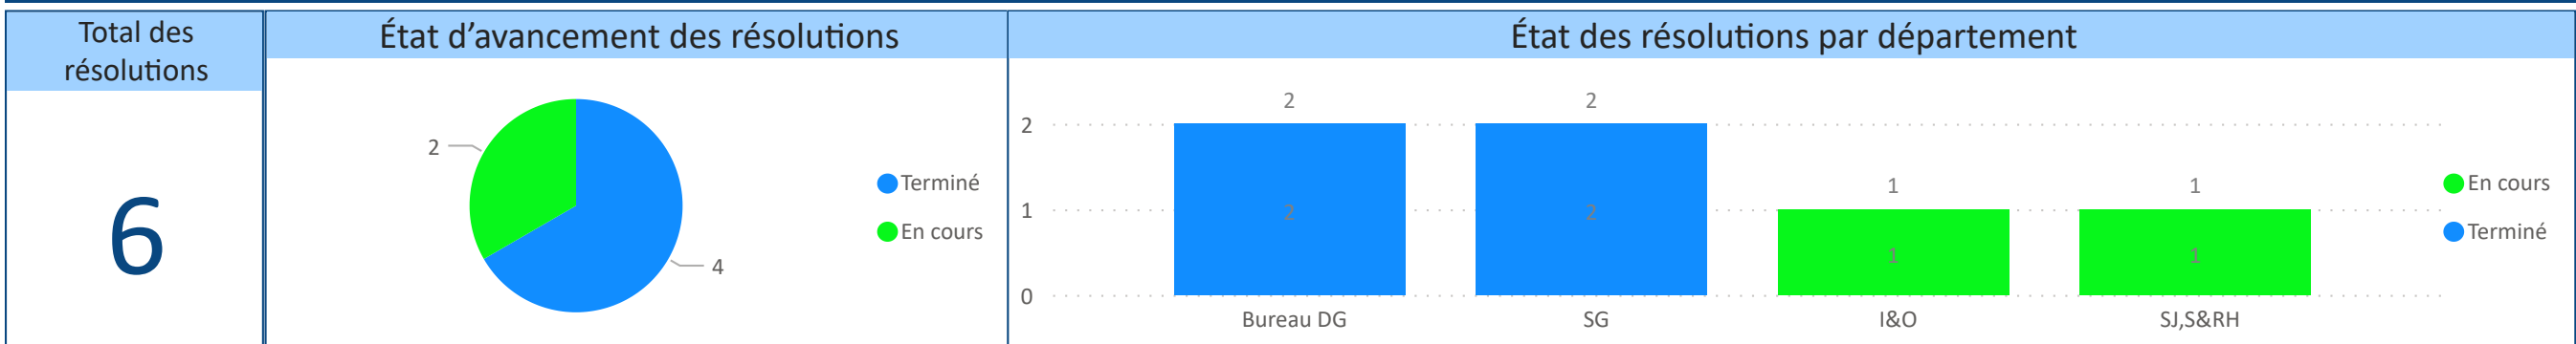 Total des
résolutions
6
État d’avancement des résolutions
2
4
Terminé
En cours
État des résolutions par département
2
1
0
2
2
1
1
2
2
1
1
Bureau DG
SG
I&O
SJ,S&RH
En cours
Terminé